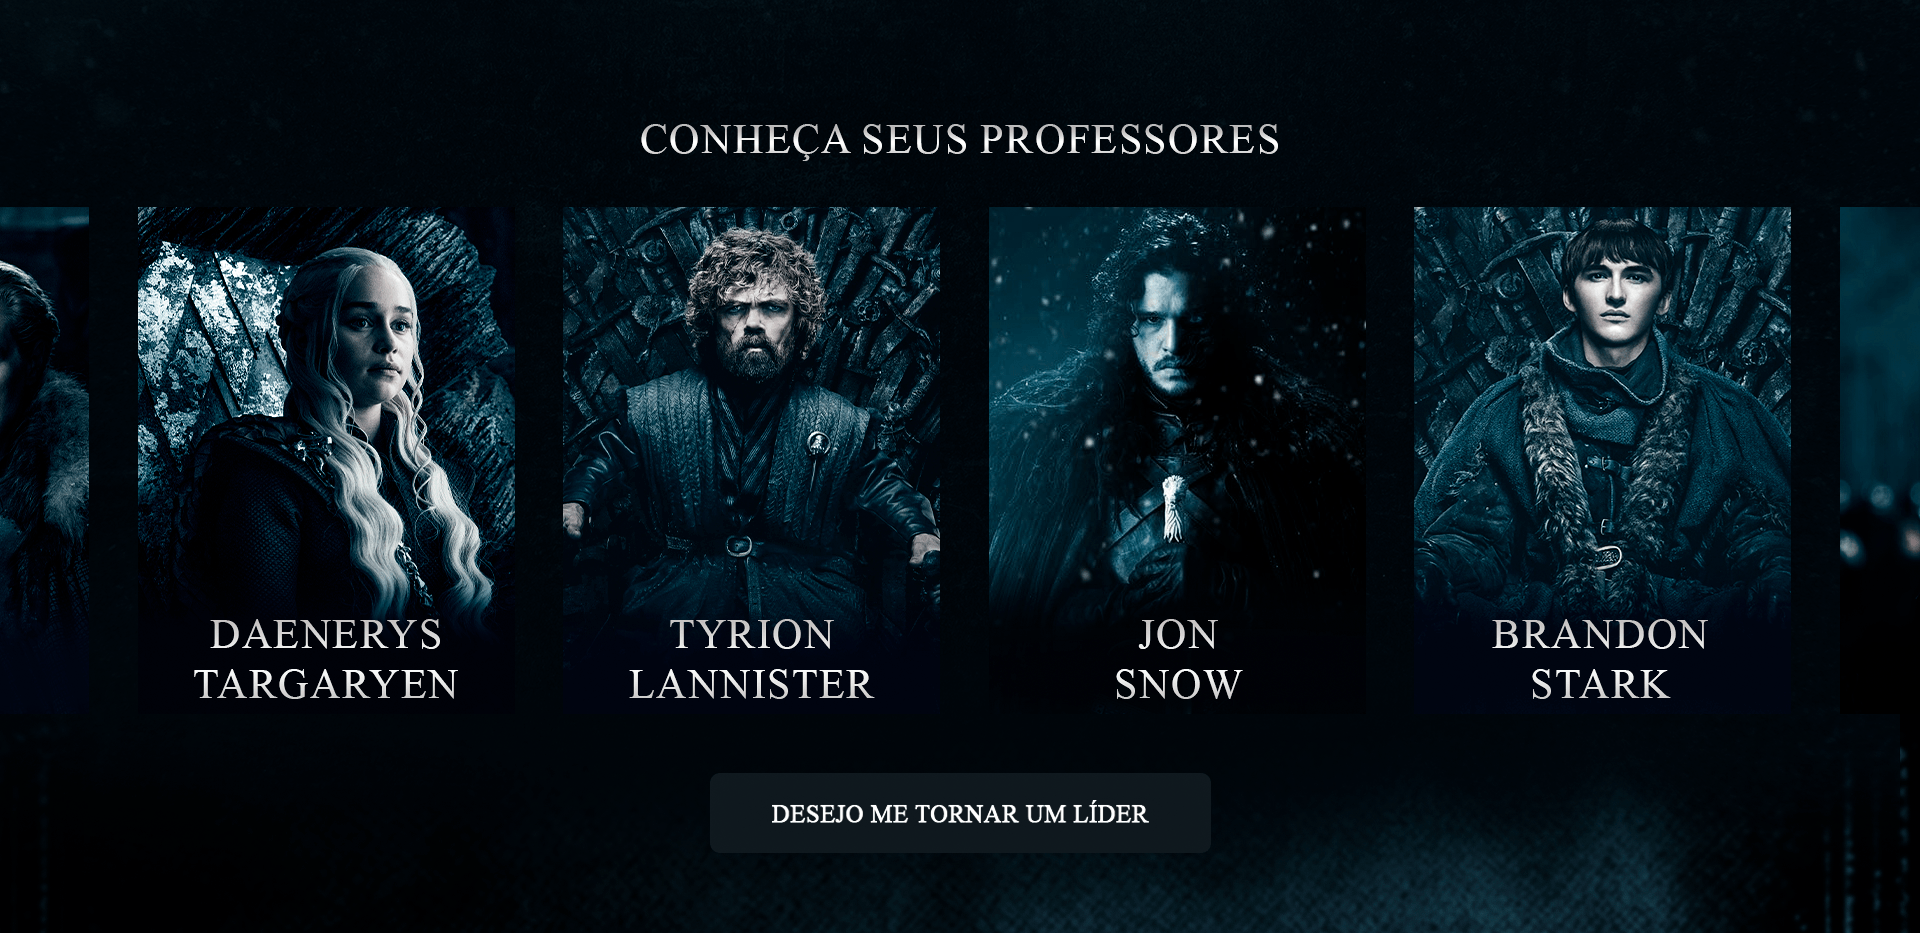 CONHEÇA SEUS PROFESSORES
DAENERYS
TARGARYEN
TYRION
LANNISTER
JON
SNOW
BRANDON
STARK
DESEJO ME TORNAR UM LÍDER